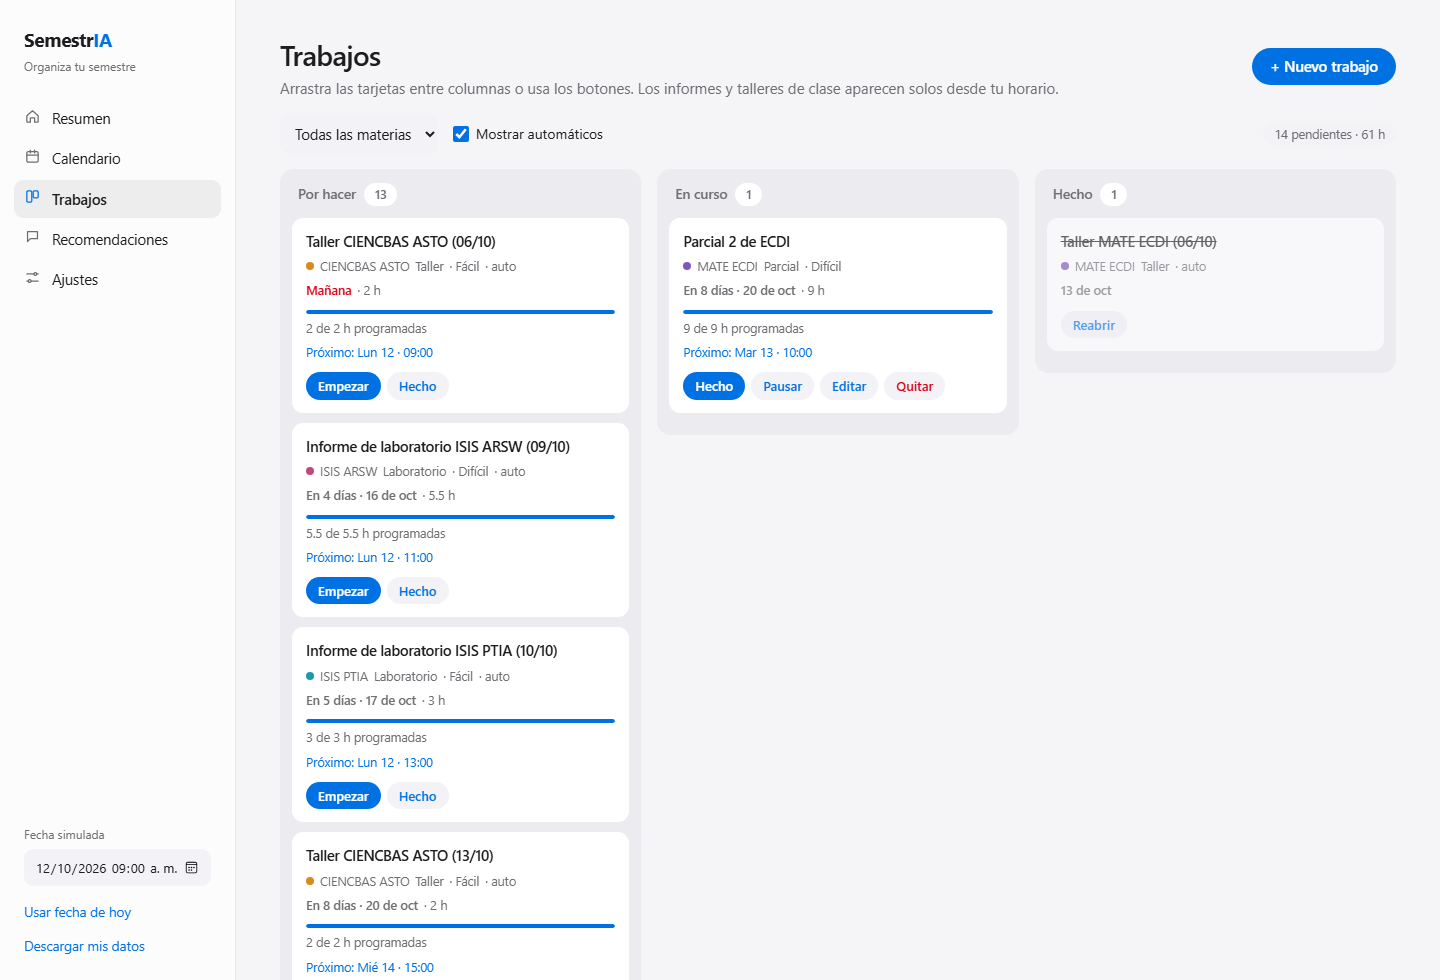 SemestrIA
Organiza tu semestre
Resumen
Calendario
Trabajos
Recomendaciones
Ajustes
Fecha simulada
12/10/2026 09:00 a. m.
Usar fecha de hoy
Descargar mis datos
Trabajos
Arrastra las tarjetas entre columnas o usa los botones. Los informes y talleres de clase aparecen solos desde tu horario.
+ Nuevo trabajo
Todas las materias
Mostrar automáticos
14 pendientes · 61 h
Por hacer 13
Taller CIENCBAS ASTO (06/10)
CIENCBAS ASTO Taller · Fácil · auto
Mañana · 2 h
2 de 2 h programadas
Próximo: Lun 12 · 09:00
Empezar Hecho
Informe de laboratorio ISIS ARSW (09/10)
ISIS ARSW Laboratorio · Difícil · auto
En 4 días · 16 de oct · 5.5 h
5.5 de 5.5 h programadas
Próximo: Lun 12 · 11:00
Empezar Hecho
Informe de laboratorio ISIS PTIA (10/10)
ISIS PTIA Laboratorio · Fácil · auto
En 5 días · 17 de oct · 3 h
3 de 3 h programadas
Próximo: Lun 12 · 13:00
Empezar Hecho
Taller CIENCBAS ASTO (13/10)
CIENCBAS ASTO Taller · Fácil · auto
En 8 días · 20 de oct · 2 h
2 de 2 h programadas
Próximo: Mié 14 · 15:00
En curso 1
Parcial 2 de ECDI
MATE ECDI Parcial · Difícil
En 8 días · 20 de oct · 9 h
9 de 9 h programadas
Próximo: Mar 13 · 10:00
Hecho Pausar Editar Quitar
Hecho 1
Taller MATE ECDI (06/10)
MATE ECDI Taller · auto
13 de oct
Reabrir